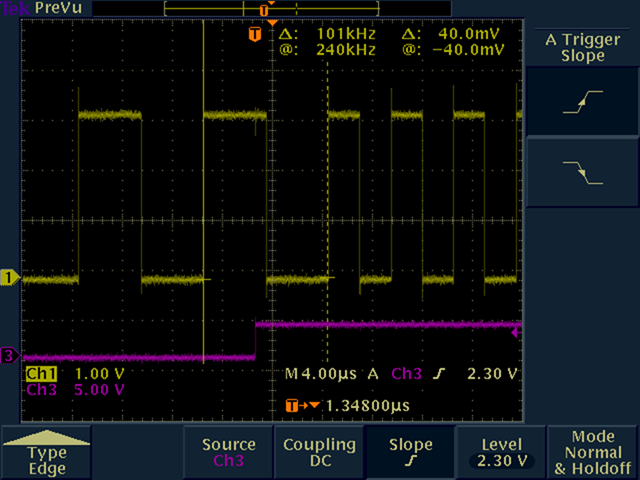 Tek PreVu
T
T
Δ: 101kHz Δ: 40.0mV
@: 240kHz @: −40.0mV
A Trigger
Slope
1
3
Ch1 1.00 V
Ch3 5.00 V
M 4.00µs A Ch3 2.30 V
T 1.34800µs
Type
Edge
Source
Ch3
Coupling
DC
Slope
Level
2.30 V
Mode
Normal
& Holdoff